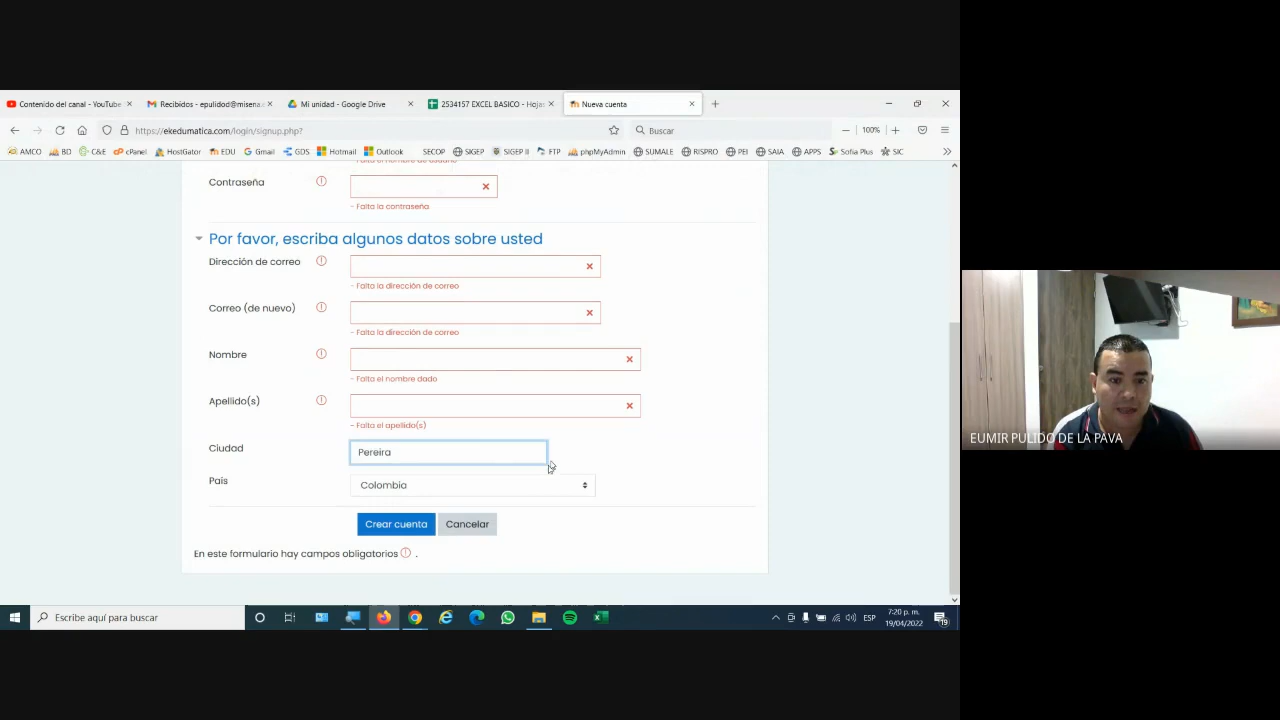 Contenido del canal - YouTube
Recibidos - epulidod@misena.c
Mi unidad - Google Drive
2534157 EXCEL BASICO - Hojas
Nueva cuenta
https://ekedumatica.com/login/signup.php?
Buscar
100%
AMCO
BD
C&E
cPanel
HostGator
EDU
Gmail
GDS
Hotmail
Outlook
SECOP
SIGEP
SIGEP II
FTP
phpMyAdmin
SUMALE
RISPRO
PEI
SAIA
APPS
Sofia Plus
SIC
Contraseña
- Falta la contraseña.
Por favor, escriba algunos datos sobre usted
Dirección de correo
- Falta la dirección de correo
Correo (de nuevo)
- Falta la dirección de correo
Nombre
- Falta el nombre dado
Apellido(s)
- Falta el apellido(s)
Ciudad
Pereira
País
Colombia
Crear cuenta
Cancelar
En este formulario hay campos obligatorios .
EUMIR PULIDO DE LA PAVA
Escribe aquí para buscar
ESP
7:20 p. m.
19/04/2022
19